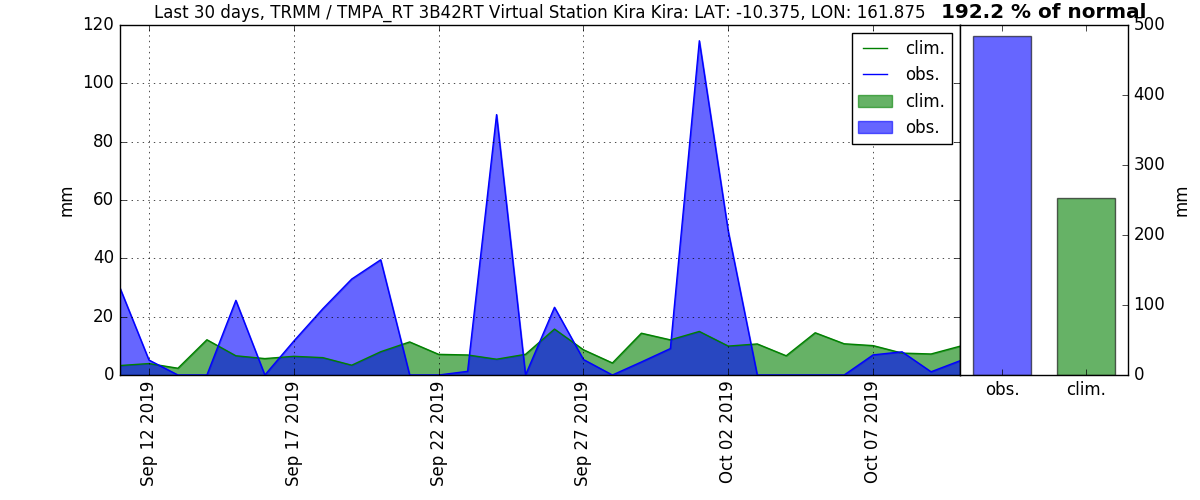 Last 30 days, TRMM / TMPA_RT 3B42RT Virtual Station Kira Kira: LAT: -10.375, LON: 161.875
192.2 % of normal
120
100
80
60
40
20
0
mm
clim.
obs.
clim.
obs.
Sep 12 2019
Sep 17 2019
Sep 22 2019
Sep 27 2019
Oct 02 2019
Oct 07 2019
500
400
300
200
100
0
mm
obs.
clim.